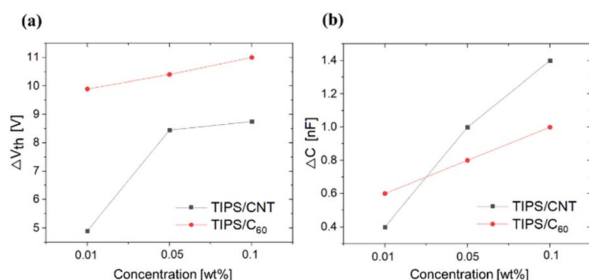 (a)
11
10
9
8
7
6
5
ΔVth [V]
0.01 0.05 0.1
Concentration [wt%]
TIPS/CNT
TIPS/C60
(b)
1.4
1.2
1.0
0.8
0.6
0.4
ΔC [nF]
0.01 0.05 0.1
Concentration [wt%]
TIPS/CNT
TIPS/C60